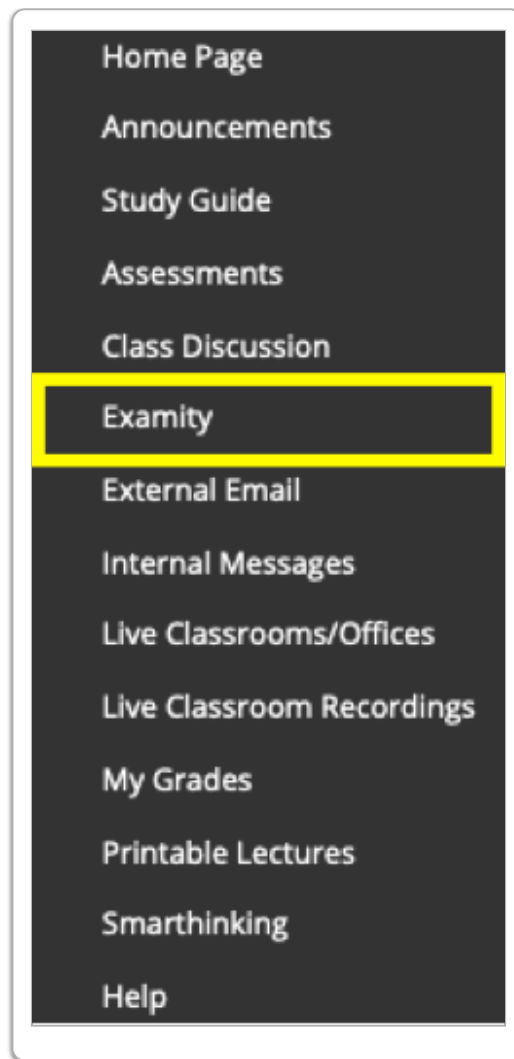 Home Page
Announcements
Study Guide
Assessments
Class Discussion
Examity
External Email
Internal Messages
Live Classrooms/Offices
Live Classroom Recordings
My Grades
Printable Lectures
Smarthinking
Help